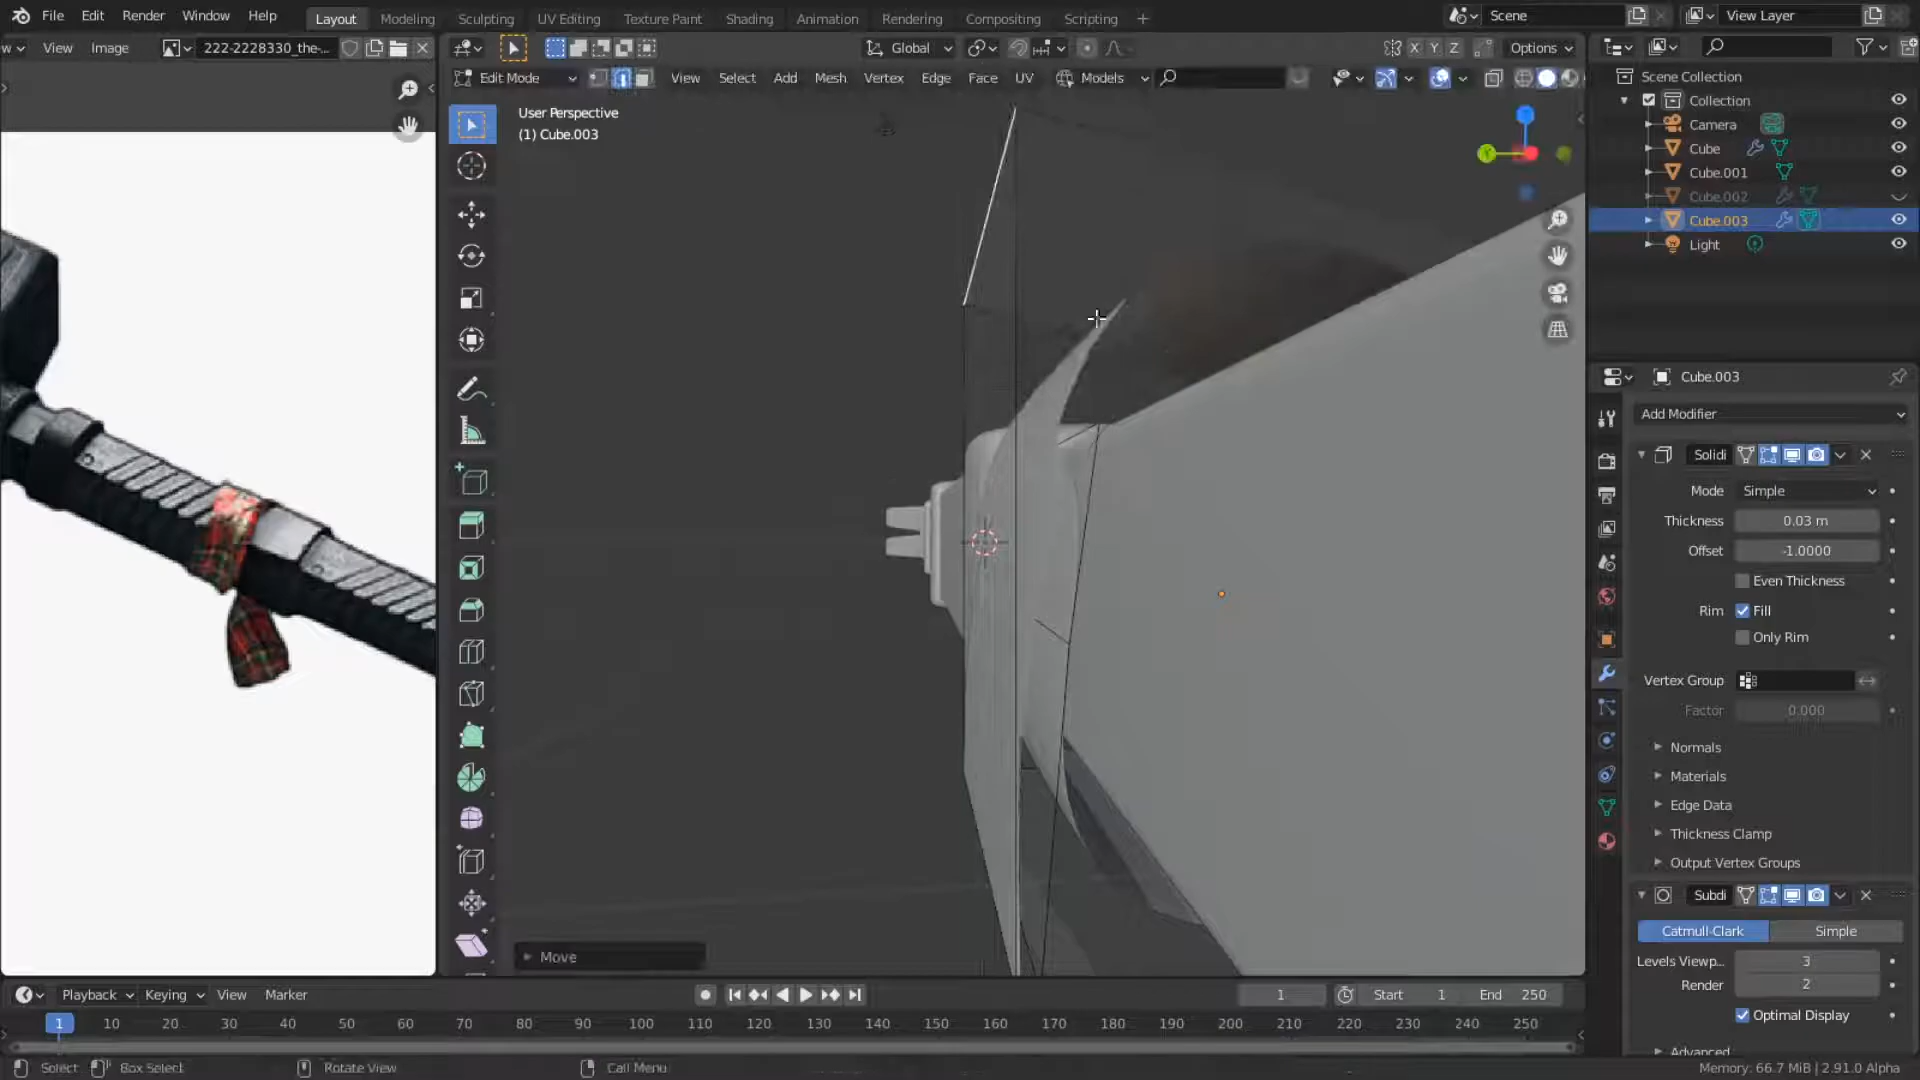 File Edit Render Window Help Layout Modeling Sculpting UV Editing Texture Paint Shading Animation Rendering Compositing Scripting + Scene View Layer
View Image 222-2228330_the-... Global X Y Z Options
Edit Mode View Select Add Mesh Vertex Edge Face UV Models
User Perspective
(1) Cube.003
Scene Collection
Collection
Camera
Cube
Cube.001
Cube.002
Cube.003
Light
Cube.003
Add Modifier
Solidi
Mode Simple
Thickness 0.03 m
Offset -1.0000
Even Thickness
Rim Fill
Only Rim
Vertex Group
Factor 0.000
Normals
Materials
Edge Data
Thickness Clamp
Output Vertex Groups
Subdi
Catmull-Clark Simple
Levels Viewp... 3
Render 2
Optimal Display
Advanced
Move
Playback Keying View Marker 1 Start 1 End 250
1 10 20 30 40 50 60 70 80 90 100 110 120 130 140 150 160 170 180 190 200 210 220 230 240 250
Select Box Select Rotate View Call Menu Memory: 66.7 MiB | 2.91.0 Alpha